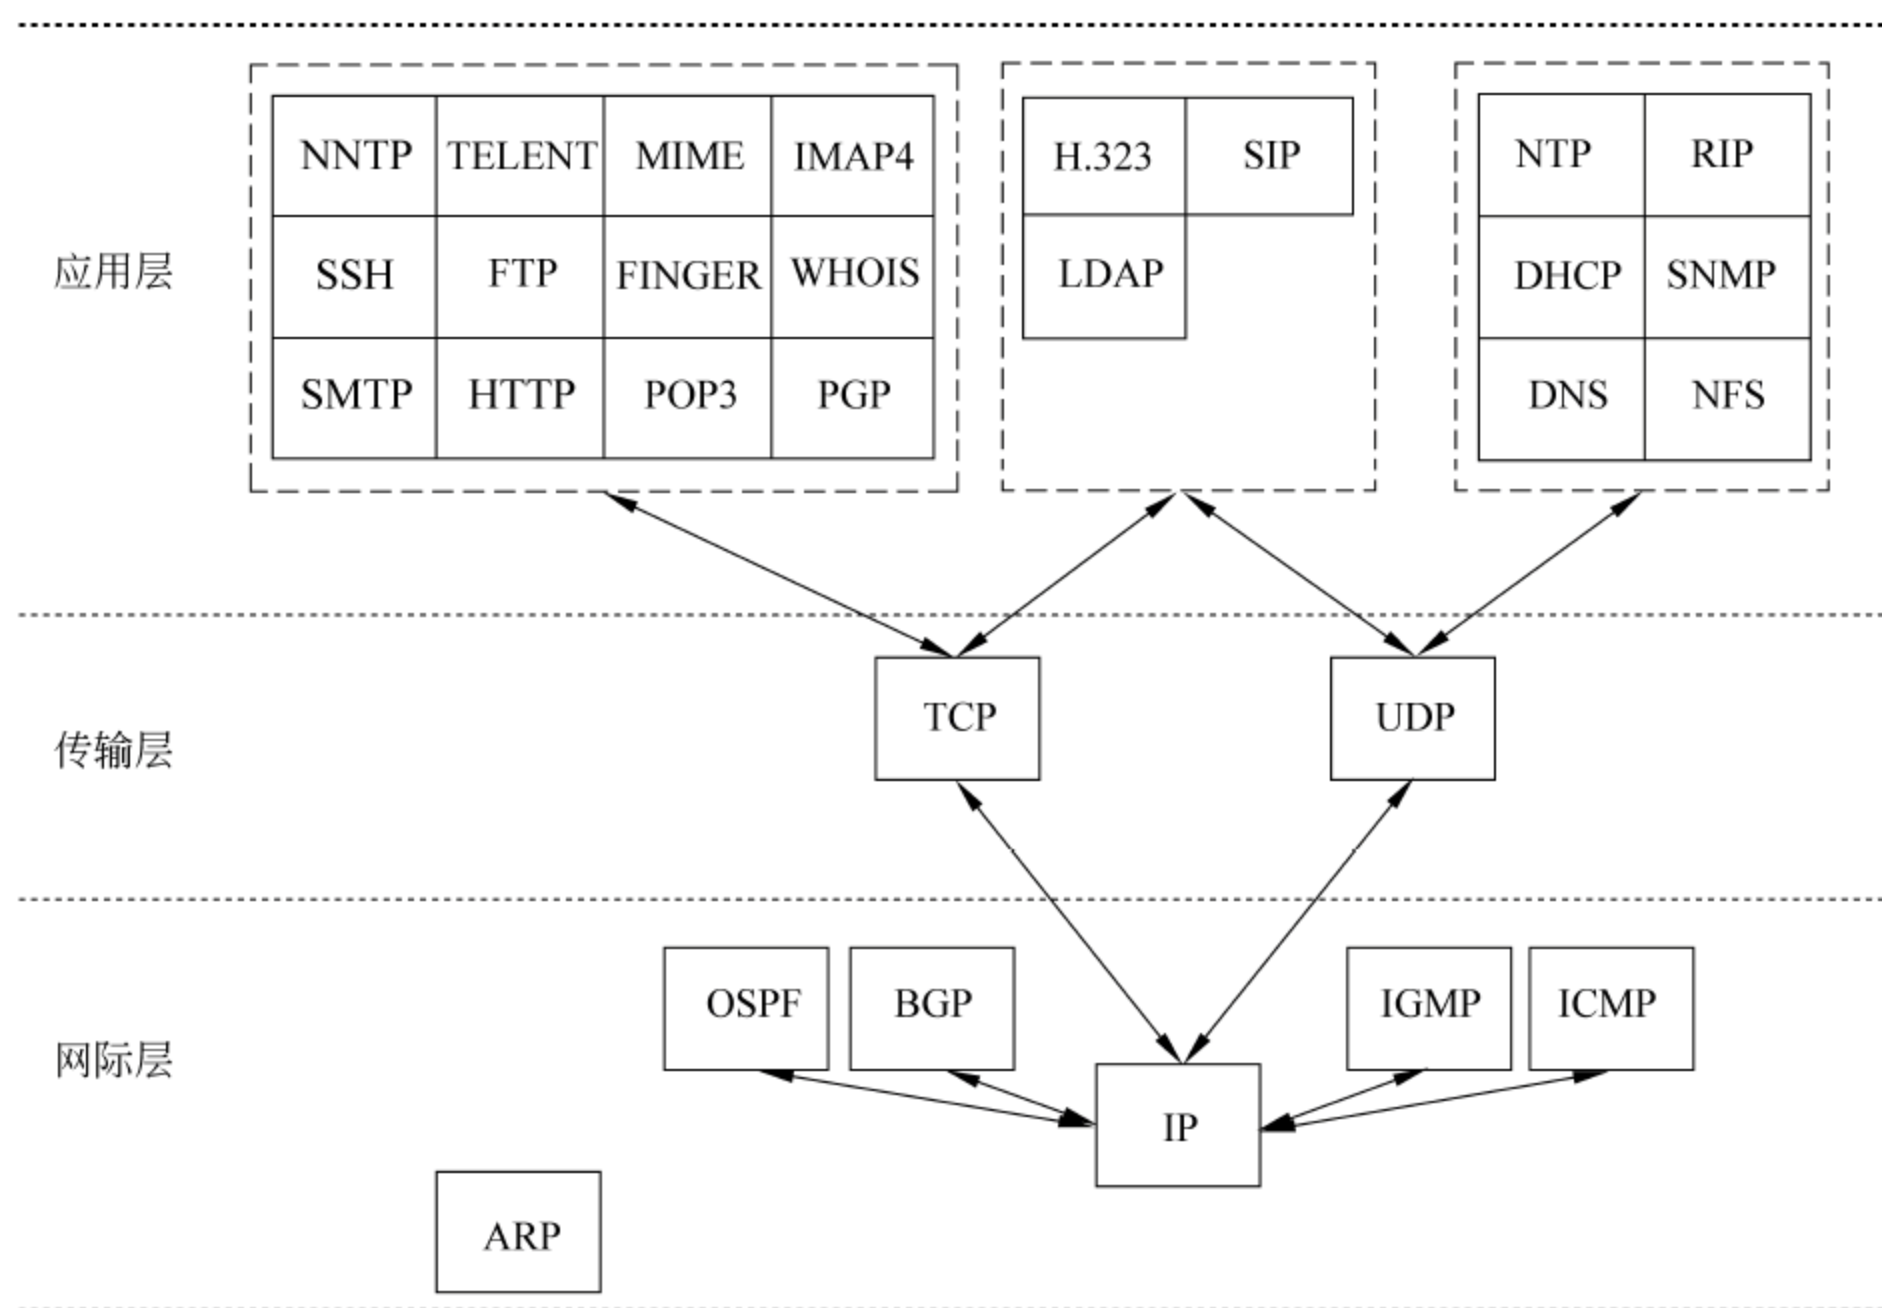 NNTP TELENT MIME IMAP4
H.323 SIP
NTP RIP
应用层
SSH FTP FINGER WHOIS
LDAP
DHCP SNMP
SMTP HTTP POP3 PGP
DNS NFS
传输层
TCP
UDP
网际层
OSPF
BGP
IGMP
ICMP
IP
ARP